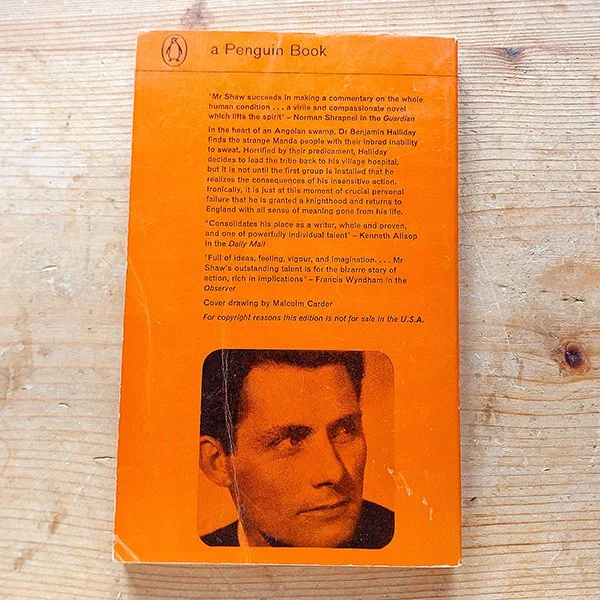 a Penguin Book
'Mr Shaw succeeds in making a commentary on the whole
human condition . . . a virile and compassionate novel
which lifts the spirit' – Norman Shrapnel in the Guardian
In the heart of an Angolan swamp, Dr Benjamin Halliday
finds the strange Manda people with their inbred inability
to sweat. Horrified by their predicament, Halliday
decides to lead the tribe back to his village hospital,
but it is not until the first group is installed that he
realizes the consequences of his insensitive action.
Ironically, it is just at this moment of crucial personal
failure that he is granted a knighthood and returns to
England with all sense of meaning gone from his life.
'Consolidates his place as a writer, whole and proven,
and one of powerfully individual talent' – Kenneth Allsop
in the Daily Mail
'Full of ideas, feeling, vigour, and imagination. . . . Mr
Shaw's outstanding talent is for the bizarre story of
action, rich in implications' – Francis Wyndham in the
Observer
Cover drawing by Malcolm Carder
For copyright reasons this edition is not for sale in the U.S.A.